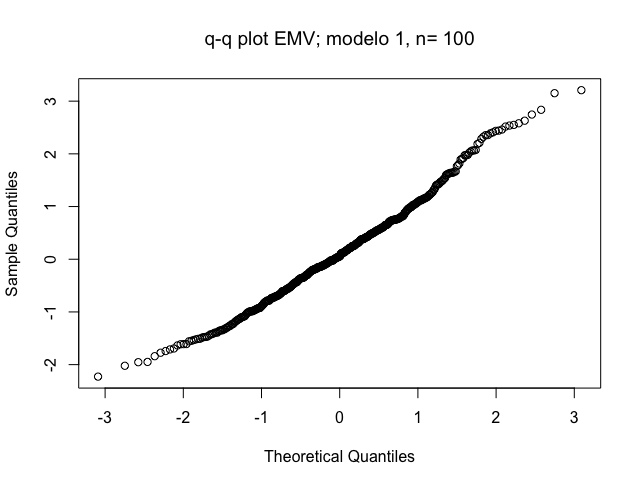 q-q plot EMV; modelo 1, n= 100
Sample Quantiles
3
2
1
0
-1
-2
-3 -2 -1 0 1 2 3
Theoretical Quantiles